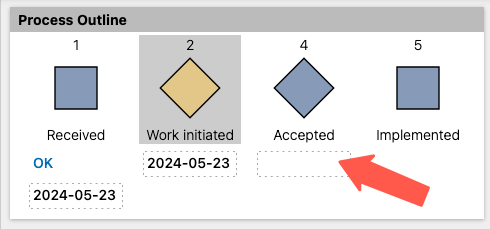 Process Outline
1 2 4 5
Received Work initiated Accepted Implemented
OK 2024-05-23
2024-05-23